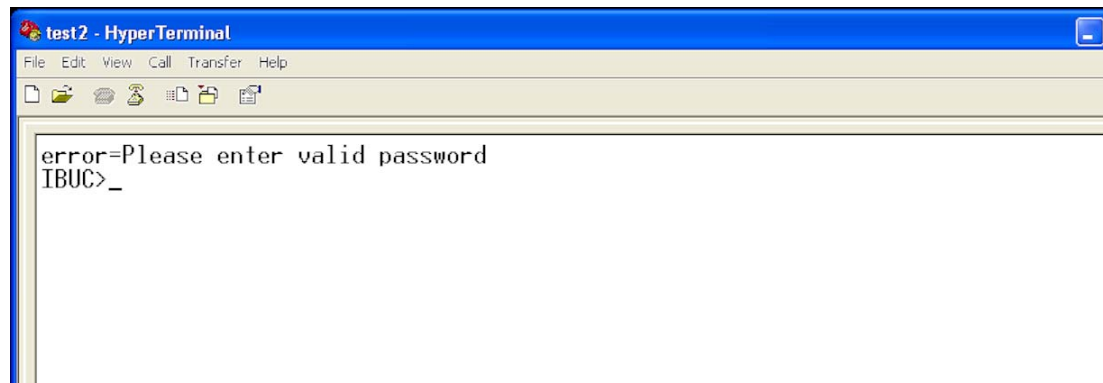 test2 - HyperTerminal
File Edit View Call Transfer Help
error=Please enter valid password
IBUC>_